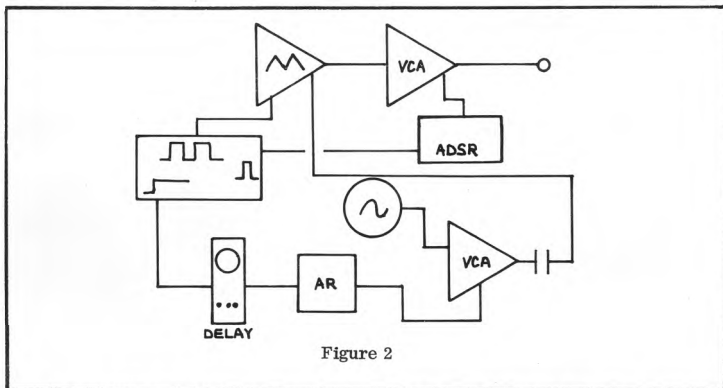 VCA
ADSR
VCA
AR
DELAY
Figure 2